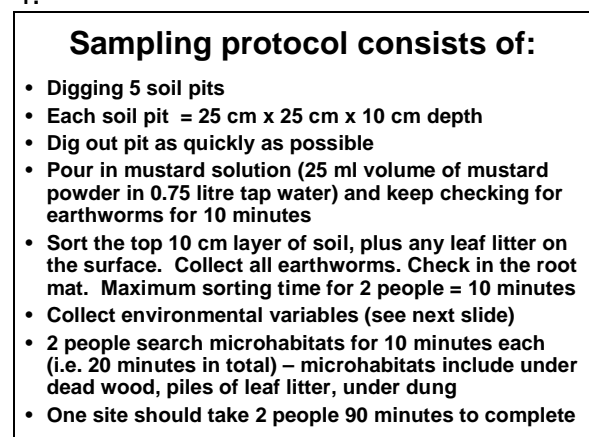 Sampling protocol consists of:
• Digging 5 soil pits
• Each soil pit = 25 cm x 25 cm x 10 cm depth
• Dig out pit as quickly as possible
• Pour in mustard solution (25 ml volume of mustard
powder in 0.75 litre tap water) and keep checking for
earthworms for 10 minutes
• Sort the top 10 cm layer of soil, plus any leaf litter on
the surface. Collect all earthworms. Check in the root
mat. Maximum sorting time for 2 people = 10 minutes
• Collect environmental variables (see next slide)
• 2 people search microhabitats for 10 minutes each
(i.e. 20 minutes in total) – microhabitats include under
dead wood, piles of leaf litter, under dung
• One site should take 2 people 90 minutes to complete